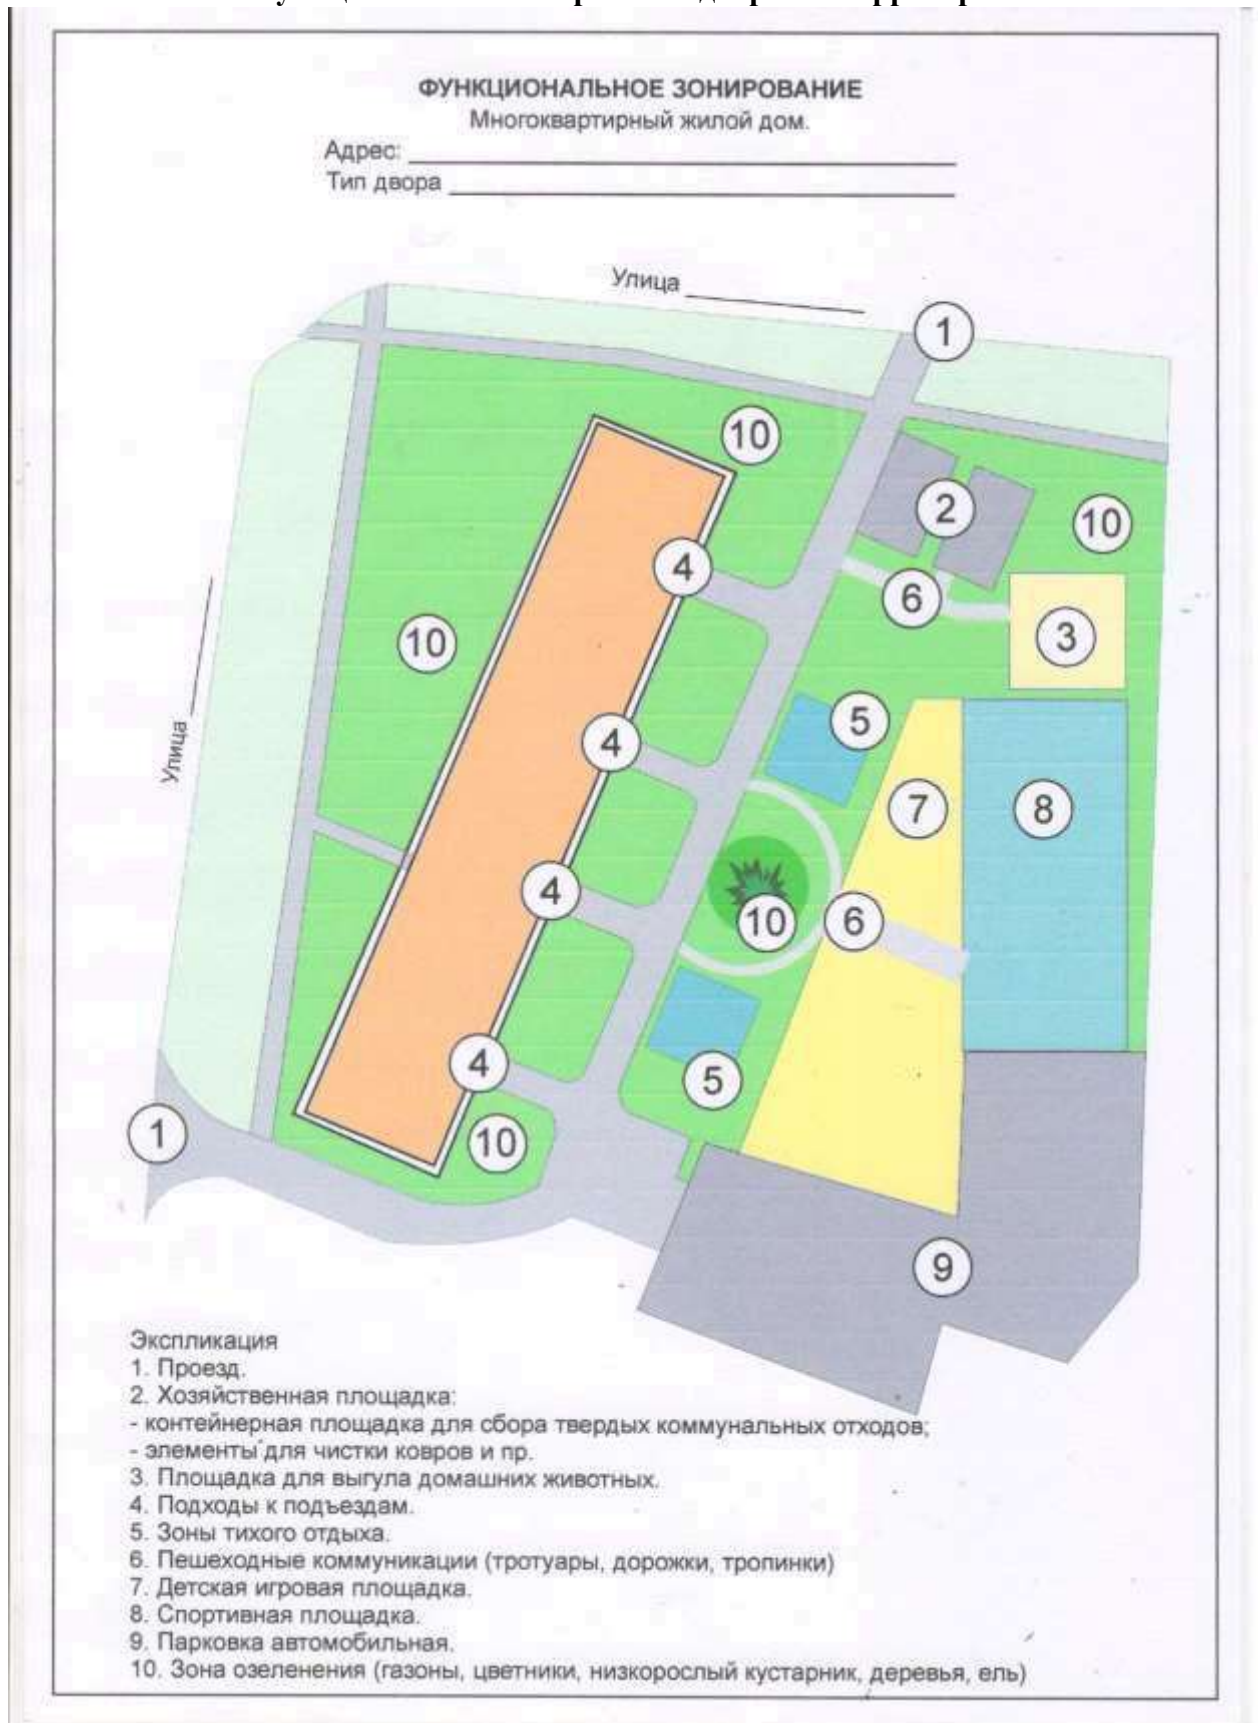 ФУНКЦИОНАЛЬНОЕ ЗОНИРОВАНИЕ
Многоквартирный жилой дом.
Адрес:
Тип двора
Улица
1
10
2
10
4
6
3
10
5
4
7
8
Улица
4
10
6
4
5
1
10
9
Экспликация
1. Проезд.
2. Хозяйственная площадка:
- контейнерная площадка для сбора твердых коммунальных отходов;
- элементы для чистки ковров и пр.
3. Площадка для выгула домашних животных.
4. Подходы к подъездам.
5. Зоны тихого отдыха.
6. Пешеходные коммуникации (тротуары, дорожки, тропинки)
7. Детская игровая площадка.
8. Спортивная площадка.
9. Парковка автомобильная.
10. Зона озеленения (газоны, цветники, низкорослый кустарник, деревья, ель)